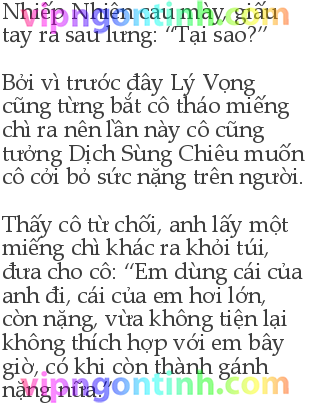 vipngontinh.com
Nhiếp Nhiên cau mày, giấu
tay ra sau lưng: “Tại sao?”
Bởi vì trước đây Lý Vọng
cũng từng bắt cô tháo miếng
chì ra nên lần này cô cũng
tưởng Dịch Sùng Chiêu muốn
cô cởi bỏ sức nặng trên người.
Thấy cô từ chối, anh lấy một
miếng chì khác ra khỏi túi,
đưa cho cô: “Em dùng cái của
anh đi, cái của em hơi lớn,
còn nặng, vừa không tiện lại
không thích hợp với em bây
giờ, có khi còn thành gánh
nặng nữa.”
vipngontinh.com